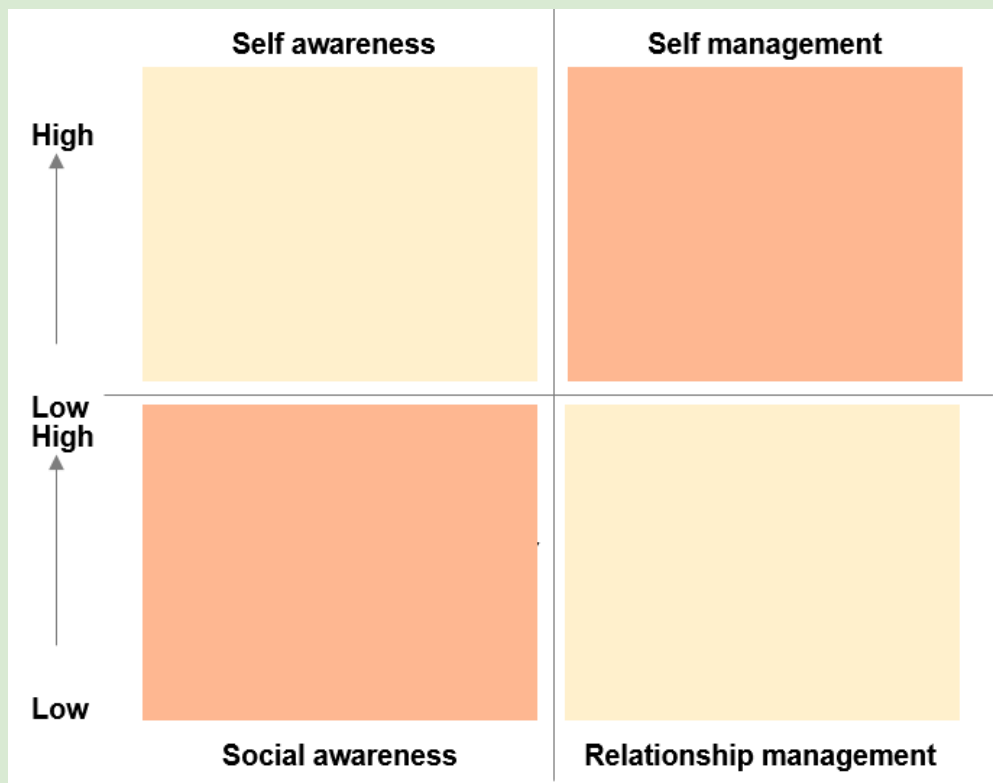 Self awareness
Self management
High
Low
High
Low
Social awareness
Relationship management